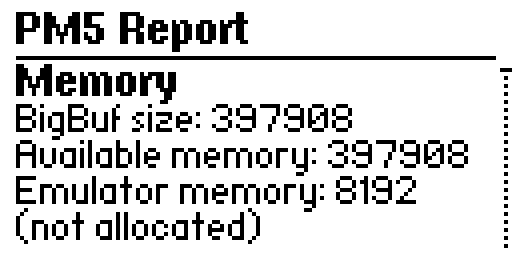 PM5 Report
Memory
BigBuf size: 397908
Available memory: 397908
Emulator memory: 8192
(not allocated)